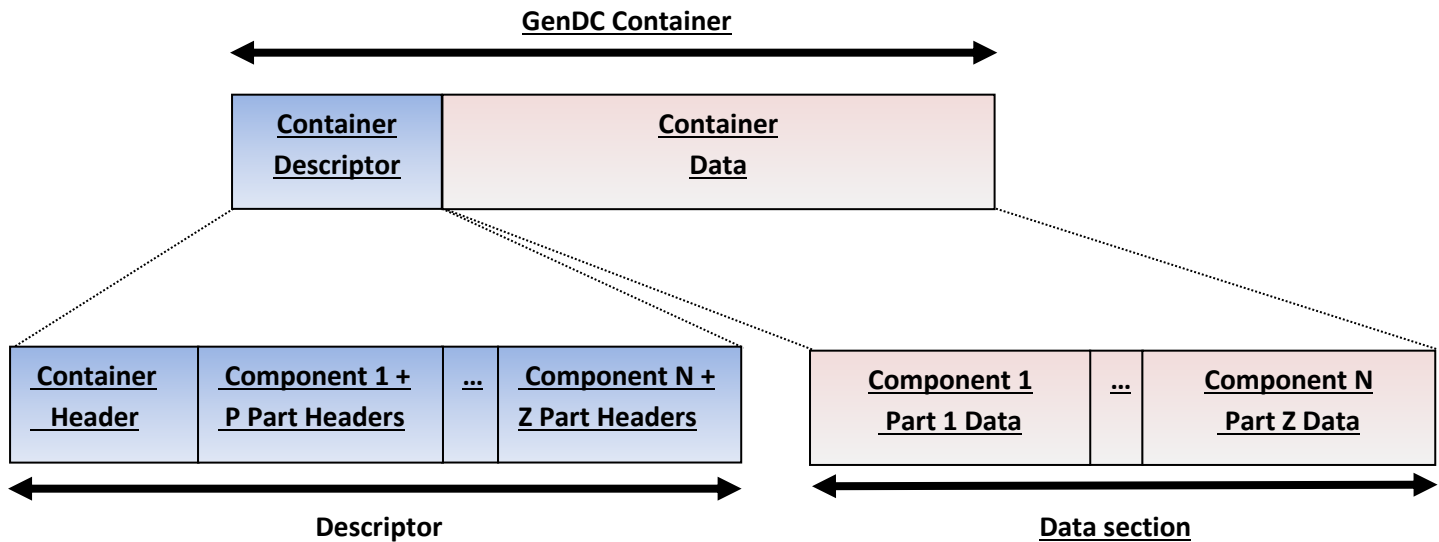 GenDC Container
Container
Descriptor
Container
Data
Container
Header
Component 1 +
P Part Headers
...
Component N +
Z Part Headers
Component 1
Part 1 Data
...
Component N
Part Z Data
Descriptor
Data section